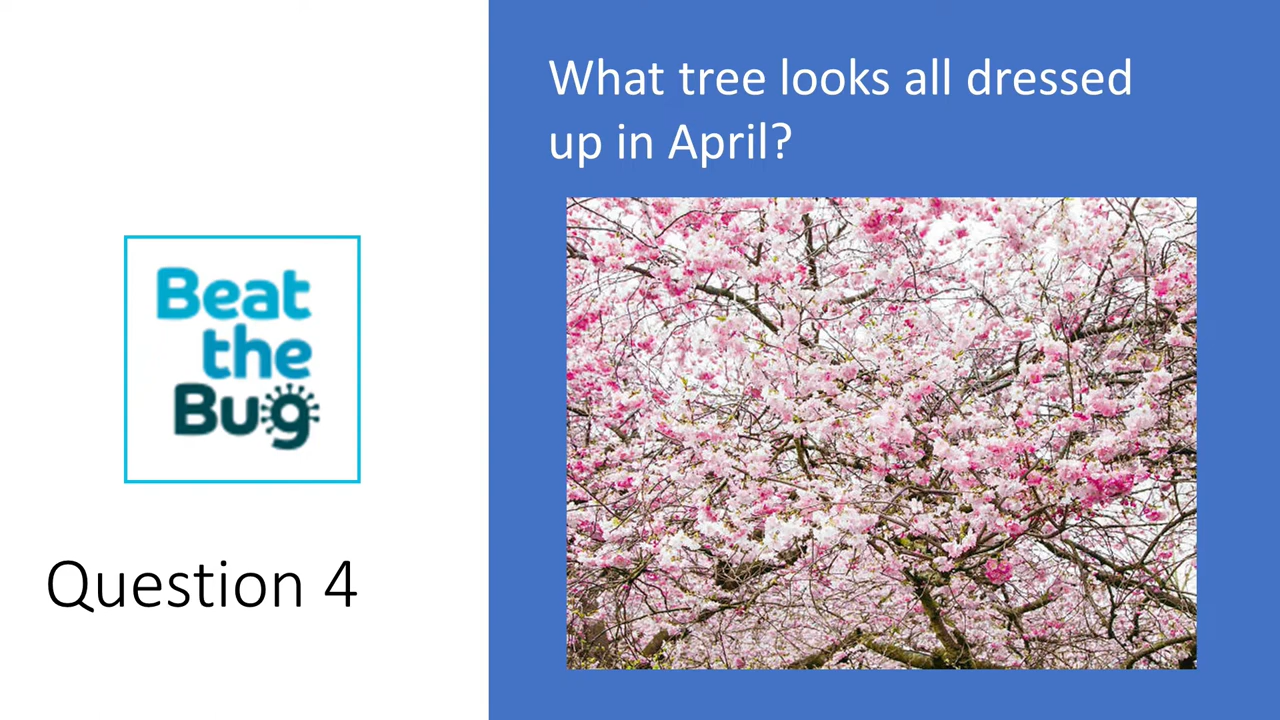 What tree looks all dressed
up in April?
Beat
the
Bug
Question 4